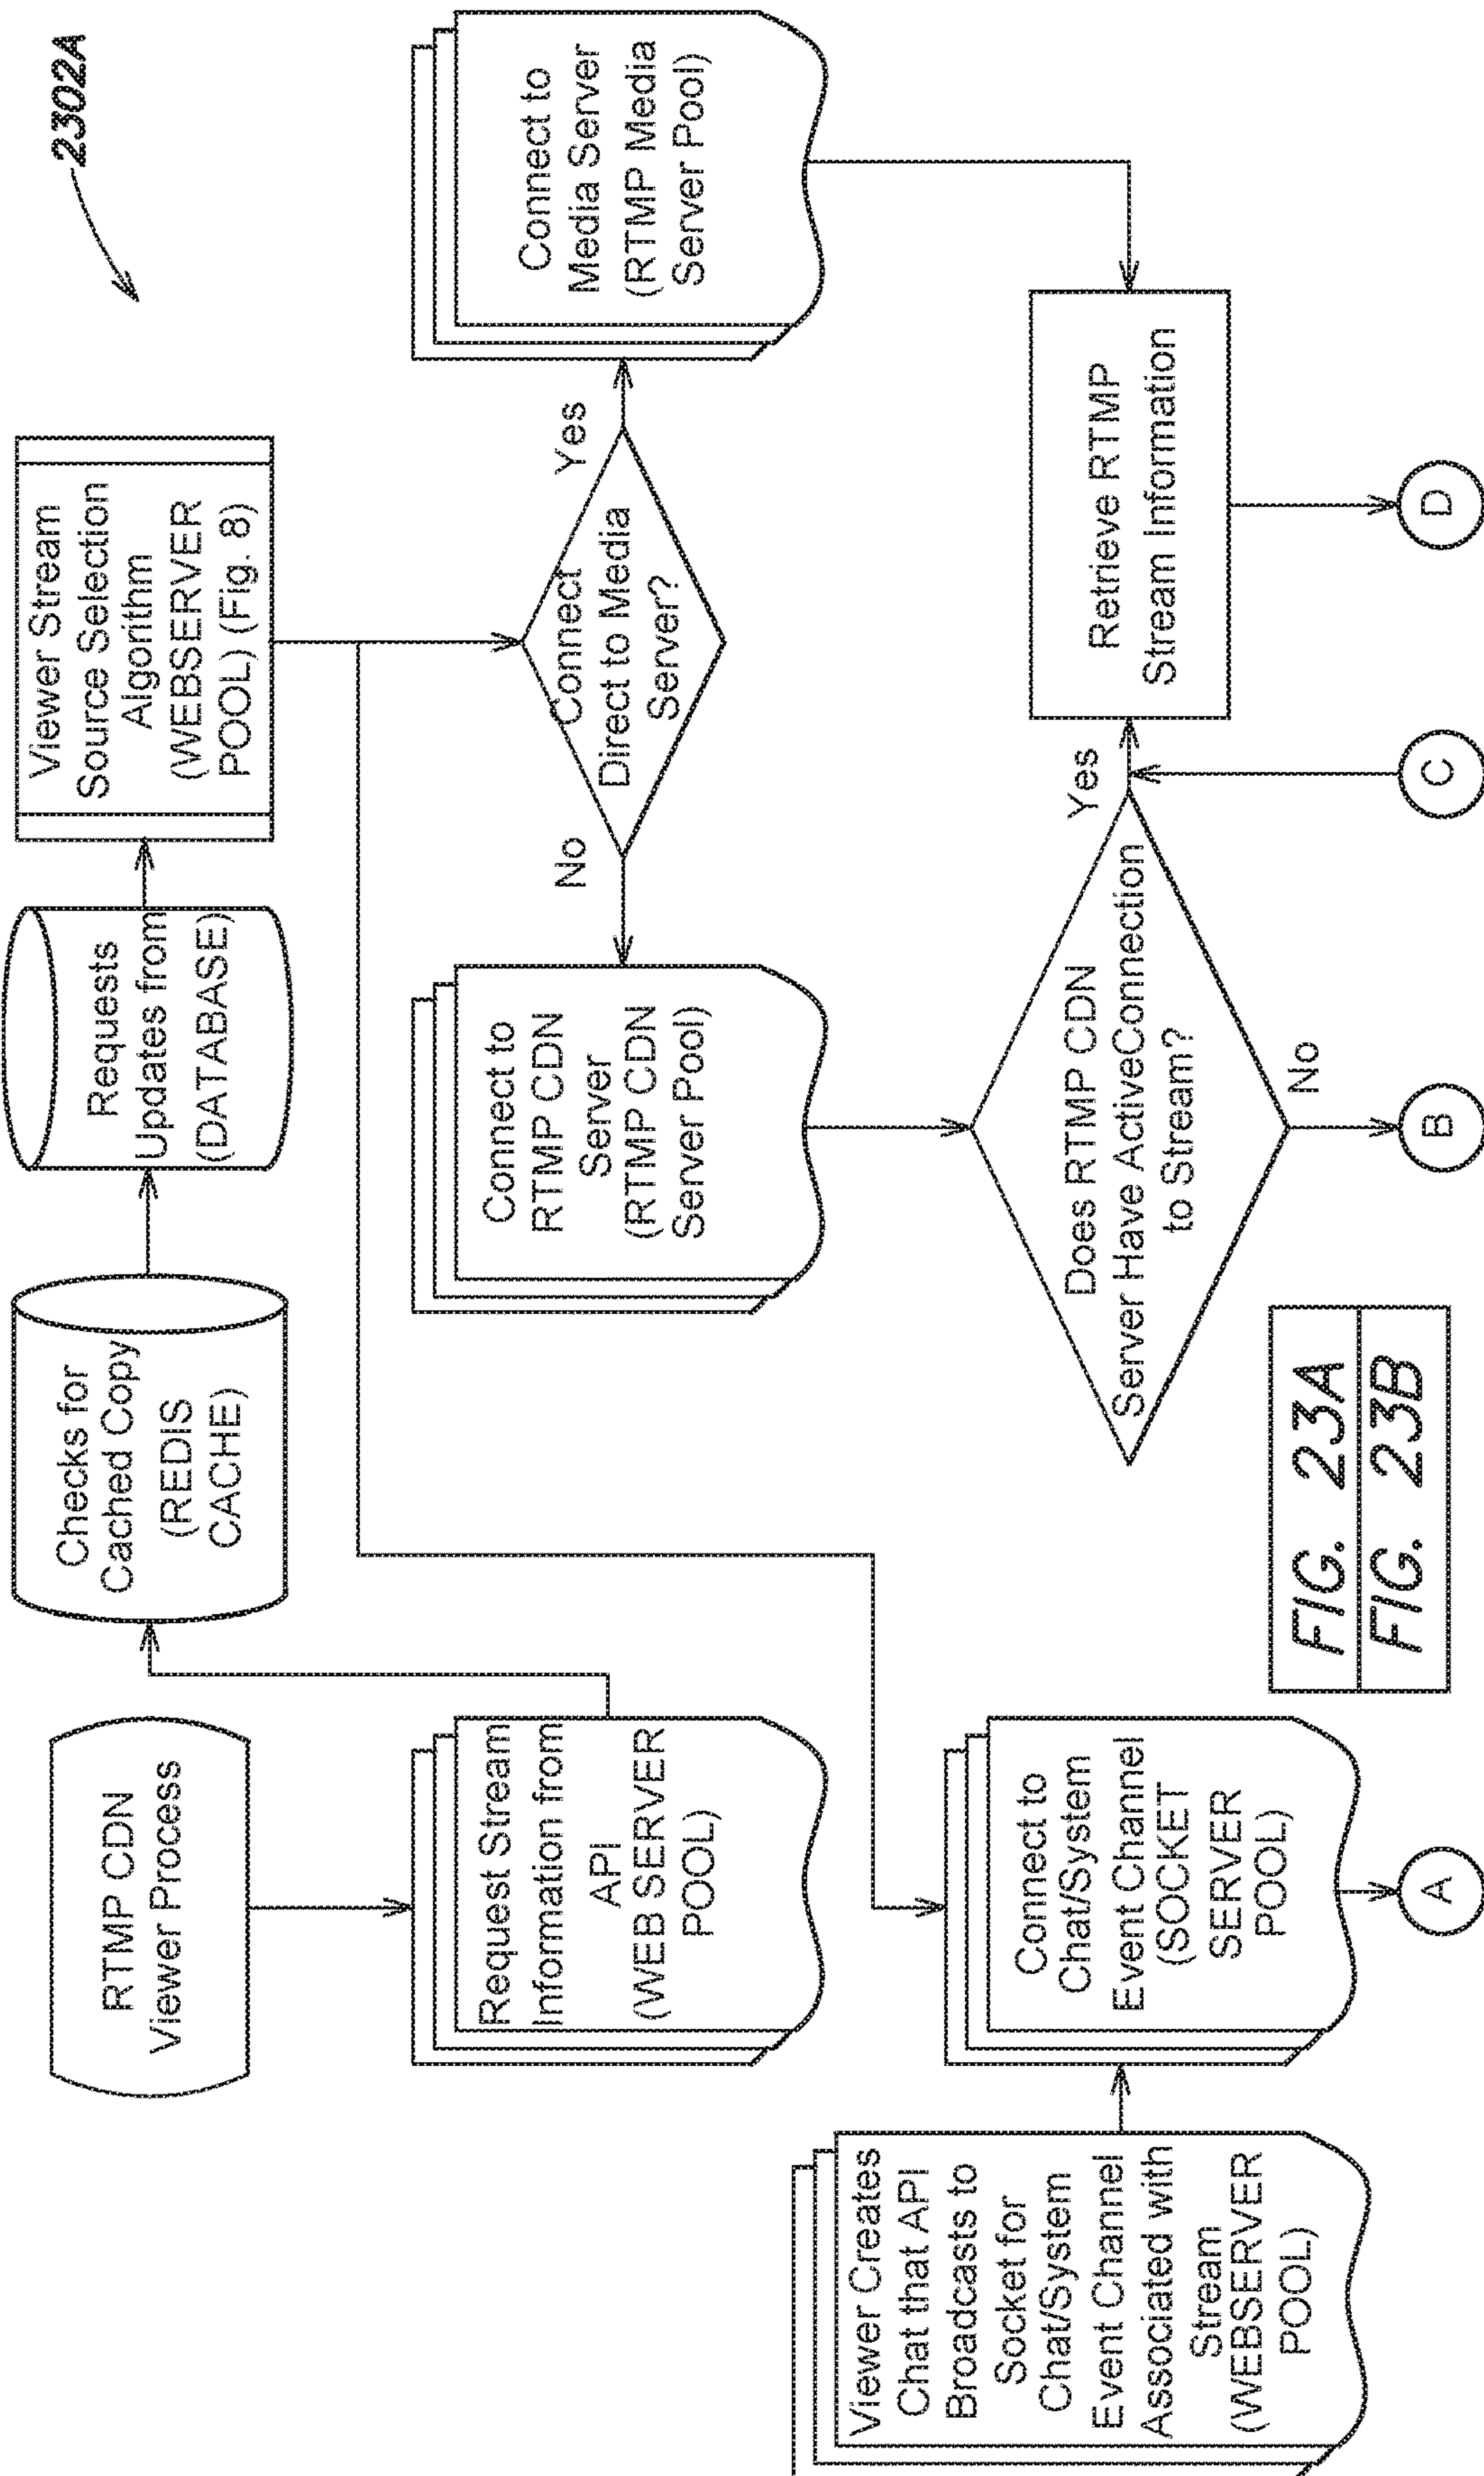 2302A
RTMP CDN
Viewer Process
Checks for
Cached Copy
(REDIS
CACHE)
Requests
Updates from
(DATABASE)
Viewer Stream
Source Selection
Algorithm
(WEBSERVER
POOL) (Fig. 8)
Request Stream
Information from
API
(WEB SERVER
POOL)
Connect to
RTMP CDN
Server
(RTMP CDN
Server Pool)
No
Connect
Direct to Media
Server?
Yes
Connect to
Media Server
(RTMP Media
Server Pool)
Viewer Creates
Chat that API
Broadcasts to
Socket for
Chat/System
Event Channel
Associated with
Stream
(WEBSERVER
POOL)
Connect to
Chat/System
Event Channel
(SOCKET
SERVER
POOL)
Does RTMP CDN
Server Have ActiveConnection
to Stream?
Yes
No
Retrieve RTMP
Stream Information
FIG. 23A
FIG. 23B
A
B
C
D